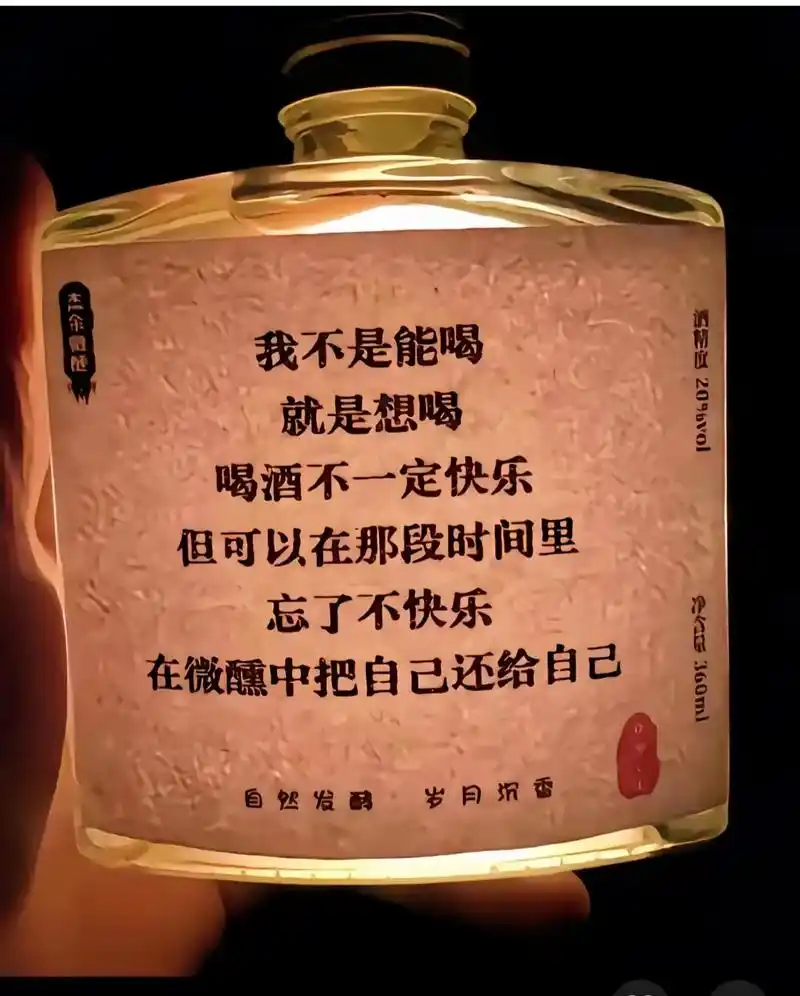 我不是能喝
就是想喝
喝酒不一定快乐
但可以在那段时间里
忘了不快乐
在微醺中把自己还给自己
自然发酵 岁月沉香
酒精度 20%vol
净含量 360ml